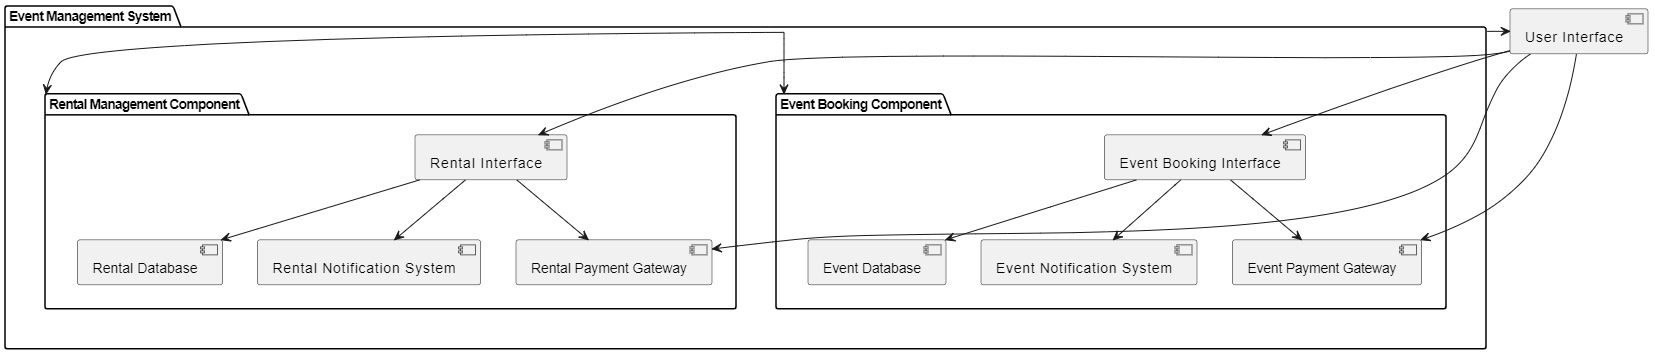 Event Management System
User Interface
Rental Management Component
Event Booking Component
Rental Interface
Event Booking Interface
Rental Database
Rental Notification System
Rental Payment Gateway
Event Database
Event Notification System
Event Payment Gateway